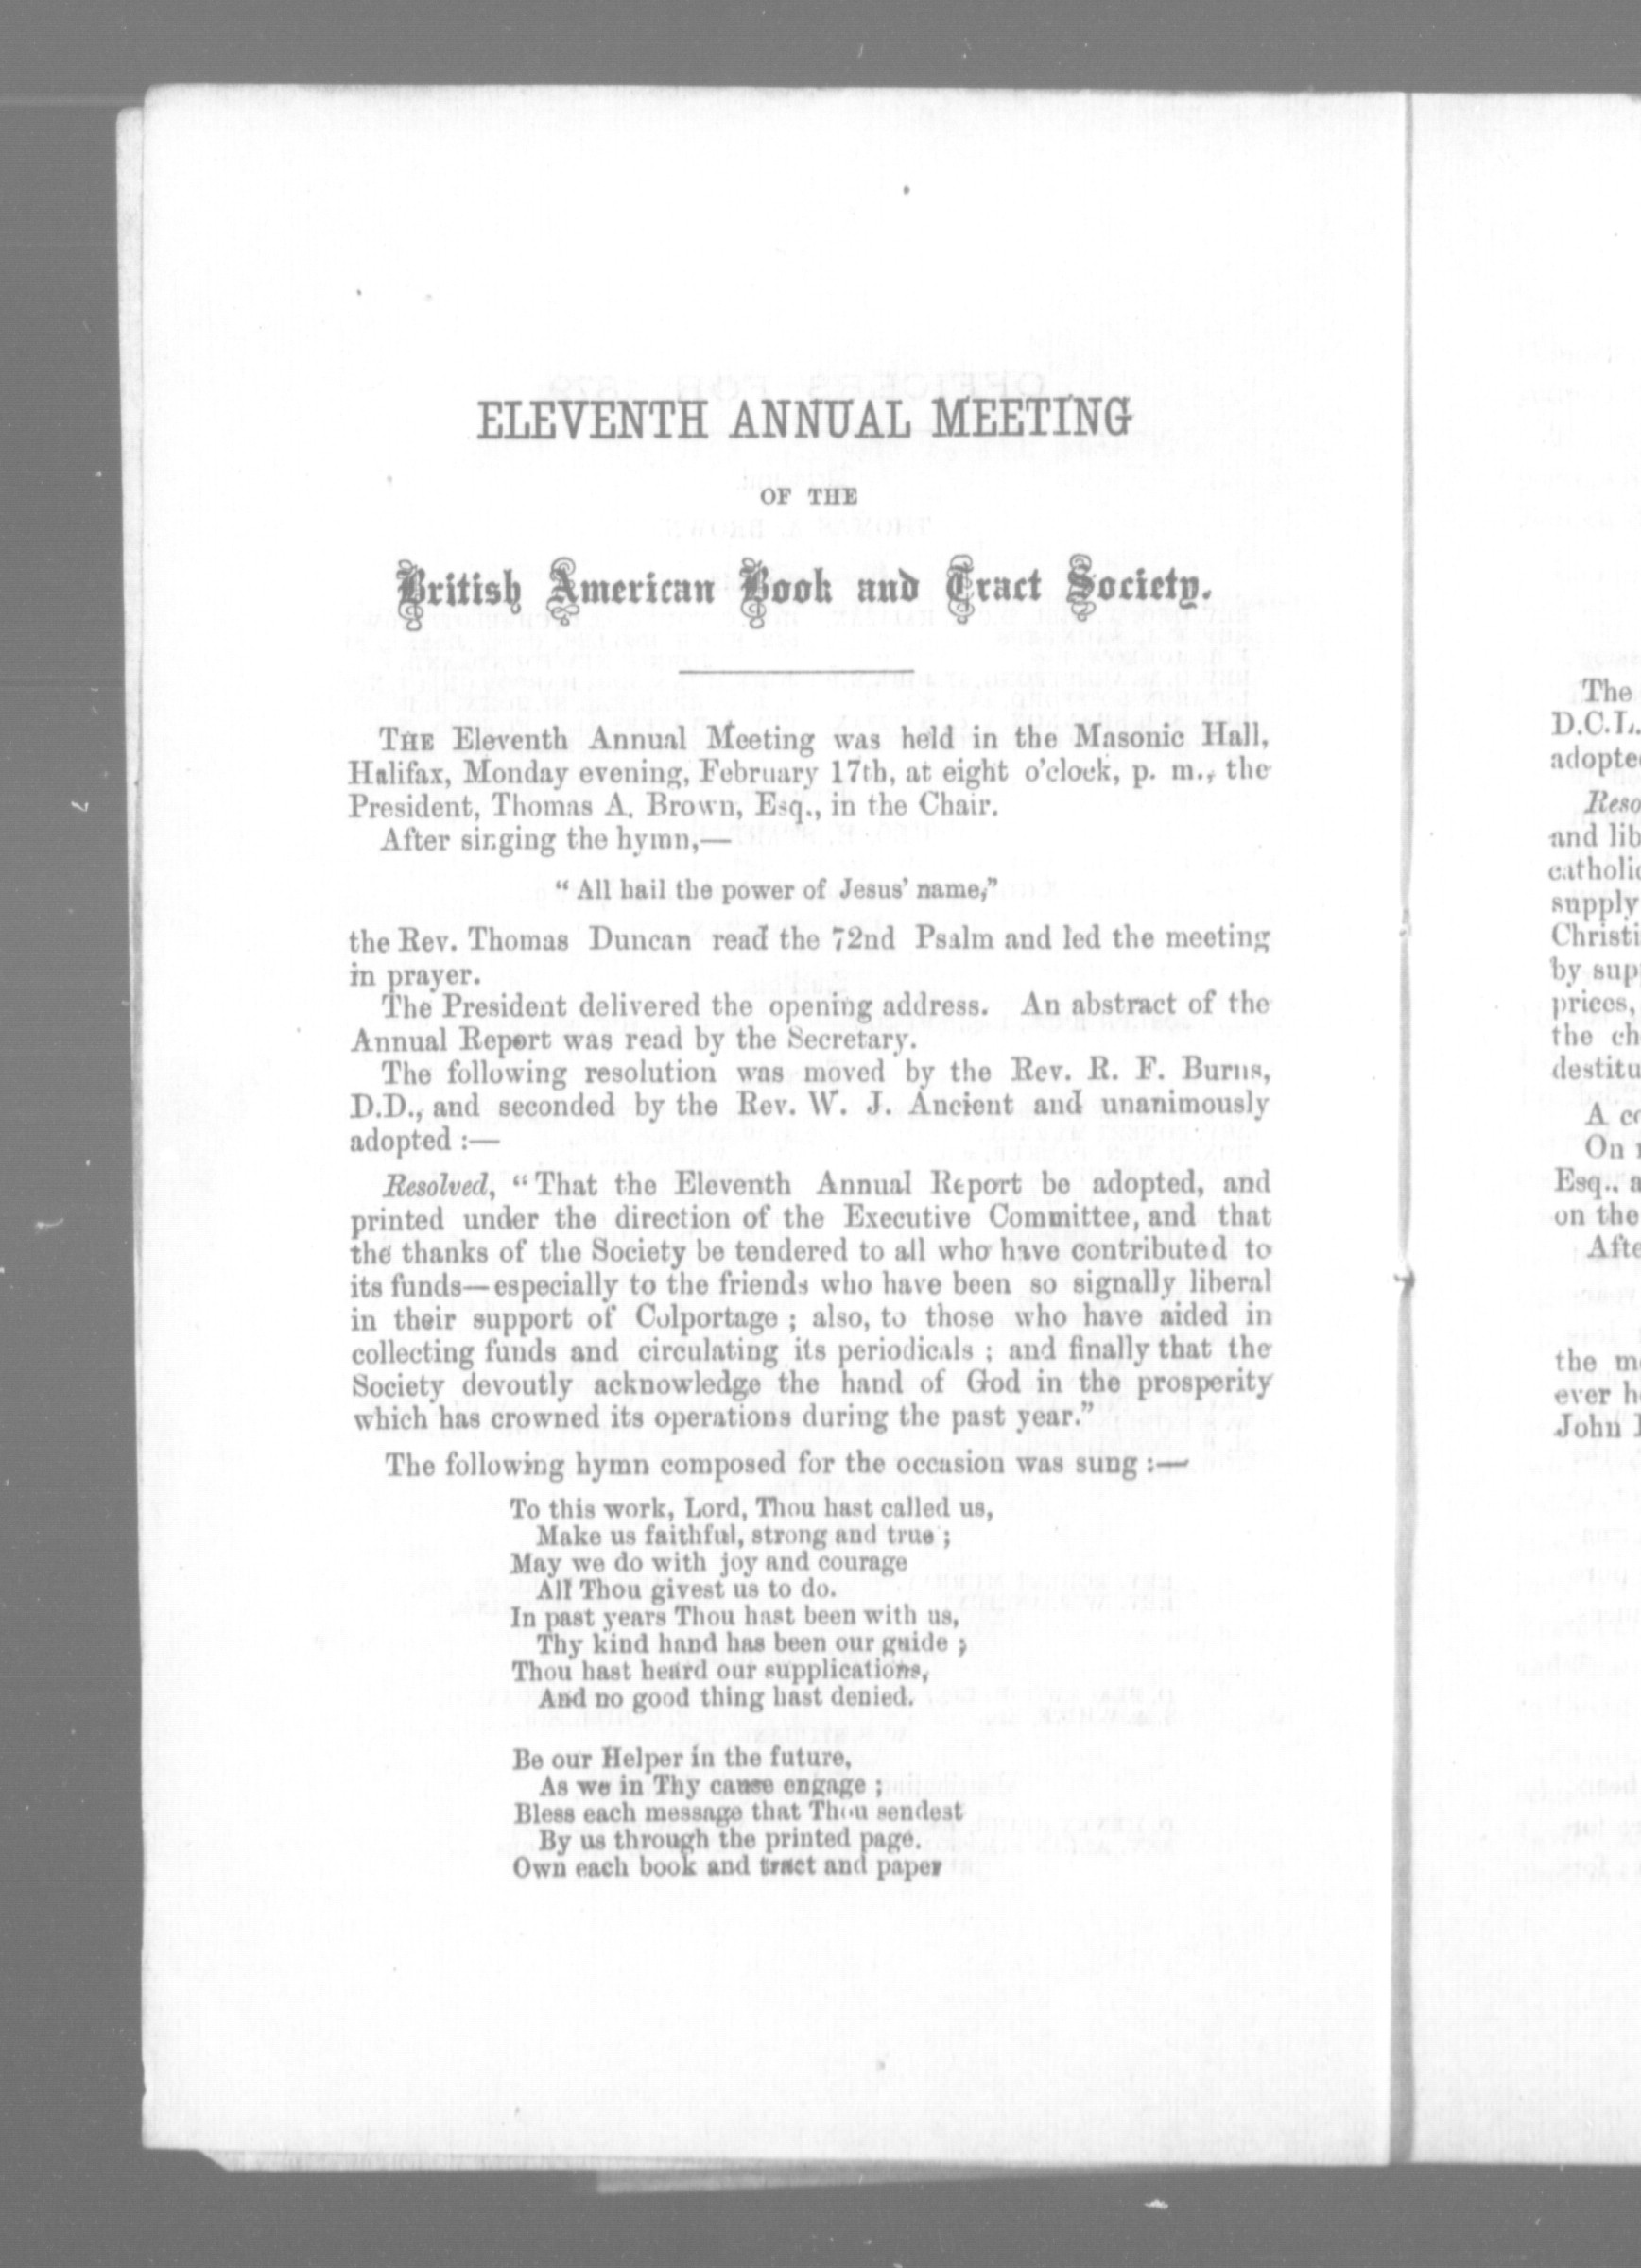 ELEVENTH ANNUAL MEETING
OF THE
British American Book and Tract Society.
THE Eleventh Annual Meeting was held in the Masonic Hall,
Halifax, Monday evening, February 17th, at eight o'clock, p. m., the
President, Thomas A. Brown, Esq., in the Chair.
After singing the hymn,—
“ All hail the power of Jesus' name,”
the Rev. Thomas Duncan read the 72nd Psalm and led the meeting
in prayer.
The President delivered the opening address. An abstract of the
Annual Report was read by the Secretary.
The following resolution was moved by the Rev. R. F. Burns,
D.D., and seconded by the Rev. W. J. Ancient and unanimously
adopted :—
Resolved, “ That the Eleventh Annual Report be adopted, and
printed under the direction of the Executive Committee, and that
the thanks of the Society be tendered to all who have contributed to
its funds—especially to the friends who have been so signally liberal
in their support of Colportage ; also, to those who have aided in
collecting funds and circulating its periodicals ; and finally that the
Society devoutly acknowledge the hand of God in the prosperity
which has crowned its operations during the past year.”
The following hymn composed for the occasion was sung :—
To this work, Lord, Thou hast called us,
Make us faithful, strong and true ;
May we do with joy and courage
All Thou givest us to do.
In past years Thou hast been with us,
Thy kind hand has been our guide ;
Thou hast heard our supplications,
And no good thing hast denied.
Be our Helper in the future,
As we in Thy cause engage ;
Bless each message that Thou sendest
By us through the printed page.
Own each book and tract and paper
The
D.C.L.
adopte
Reso
and lib
catholic
supply
Christi
by sup
prices,
the ch
destitu
A co
On
Esq., a
on the
Afte
the m
ever h
John